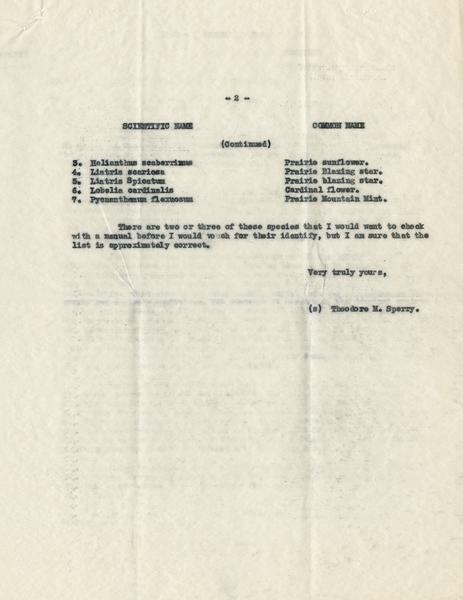 - 2 -
SCIENTIFIC NAME COMMON NAME
(Continued)
3. Helianthus scaberrimus Prairie sunflower.
4. Liatris scariosa Prairie Blazing star.
5. Liatris Spicatum Prairie blazing star.
6. Lobelia cardinalis Cardinal flower.
7. Pycnanthemum flexuosum Prairie Mountain Mint.
There are two or three of these species that I would want to check
with a manual before I would vouch for their identify, but I am sure that the
list is approximately correct.
Very truly yours,
(s) Theodore M. Sperry.